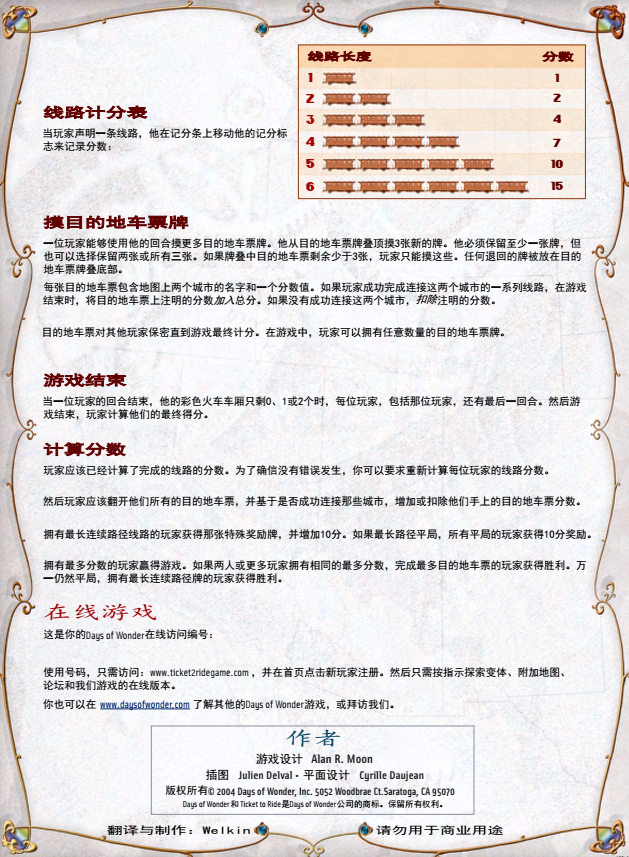 线路长度 分数
1 1
2 2
3 4
4 7
5 10
6 15
线路计分表
当玩家声明一条线路，他在记分条上移动他的记分标
志来记录分数：
摸目的地车票牌
一位玩家能够使用他的回合摸更多目的地车票牌。他从目的地车票牌叠顶摸3张新的牌。他必须保留至少一张牌，但
也可以选择保留两张或所有三张。如果牌叠中目的地车票剩余少于3张，玩家只能摸这些。任何退回的牌被放在目的
地车票牌叠底部。
每张目的地车票包含地图上两个城市的名字和一个分数值。如果玩家成功完成连接这两个城市的一系列线路，在游戏
结束时，将目的地车票上注明的分数加入总分。如果没有成功连接这两个城市，扣除注明的分数。
目的地车票对其他玩家保密直到游戏最终计分。在游戏中，玩家可以拥有任意数量的目的地车票牌。
游戏结束
当一位玩家的回合结束，他的彩色火车车厢只剩0、1或2个时，每位玩家，包括那位玩家，还有最后一回合。然后游
戏结束，玩家计算他们的最终得分。
计算分数
玩家应该已经计算了完成的线路的分数。为了确信没有错误发生，你可以要求重新计算每位玩家的线路分数。
然后玩家应该翻开他们所有的目的地车票，并基于是否成功连接那些城市，增加或扣除他们手上的目的地车票分数。
拥有最长连续路径线路的玩家获得那张特殊奖励牌，并增加10分。如果最长路径平局，所有平局的玩家获得10分奖励。
拥有最多分数的玩家赢得游戏。如果两人或更多玩家拥有相同的最多分数，完成最多目的地车票的玩家获得胜利。万
一仍然平局，拥有最长连续路径牌的玩家获得胜利。
在线游戏
这是你的Days of Wonder在线访问编号：
使用号码，只需访问：www.ticket2ridegame.com ，并在首页点击新玩家注册。然后只需按指示探索变体、附加地图、
论坛和我们游戏的在线版本。
你也可以在 www.daysofwonder.com 了解其他的Days of Wonder游戏，或拜访我们。
作者
游戏设计 Alan R. Moon
插图 Julien Delval - 平面设计 Cyrille Daujean
版权所有© 2004 Days of Wonder, Inc. 5052 Woodbrae Ct.Saratoga, CA 95070
Days of Wonder 和 Ticket to Ride是Days of Wonder公司的商标。保留所有权利。
翻译与制作：Welkin 请勿用于商业用途